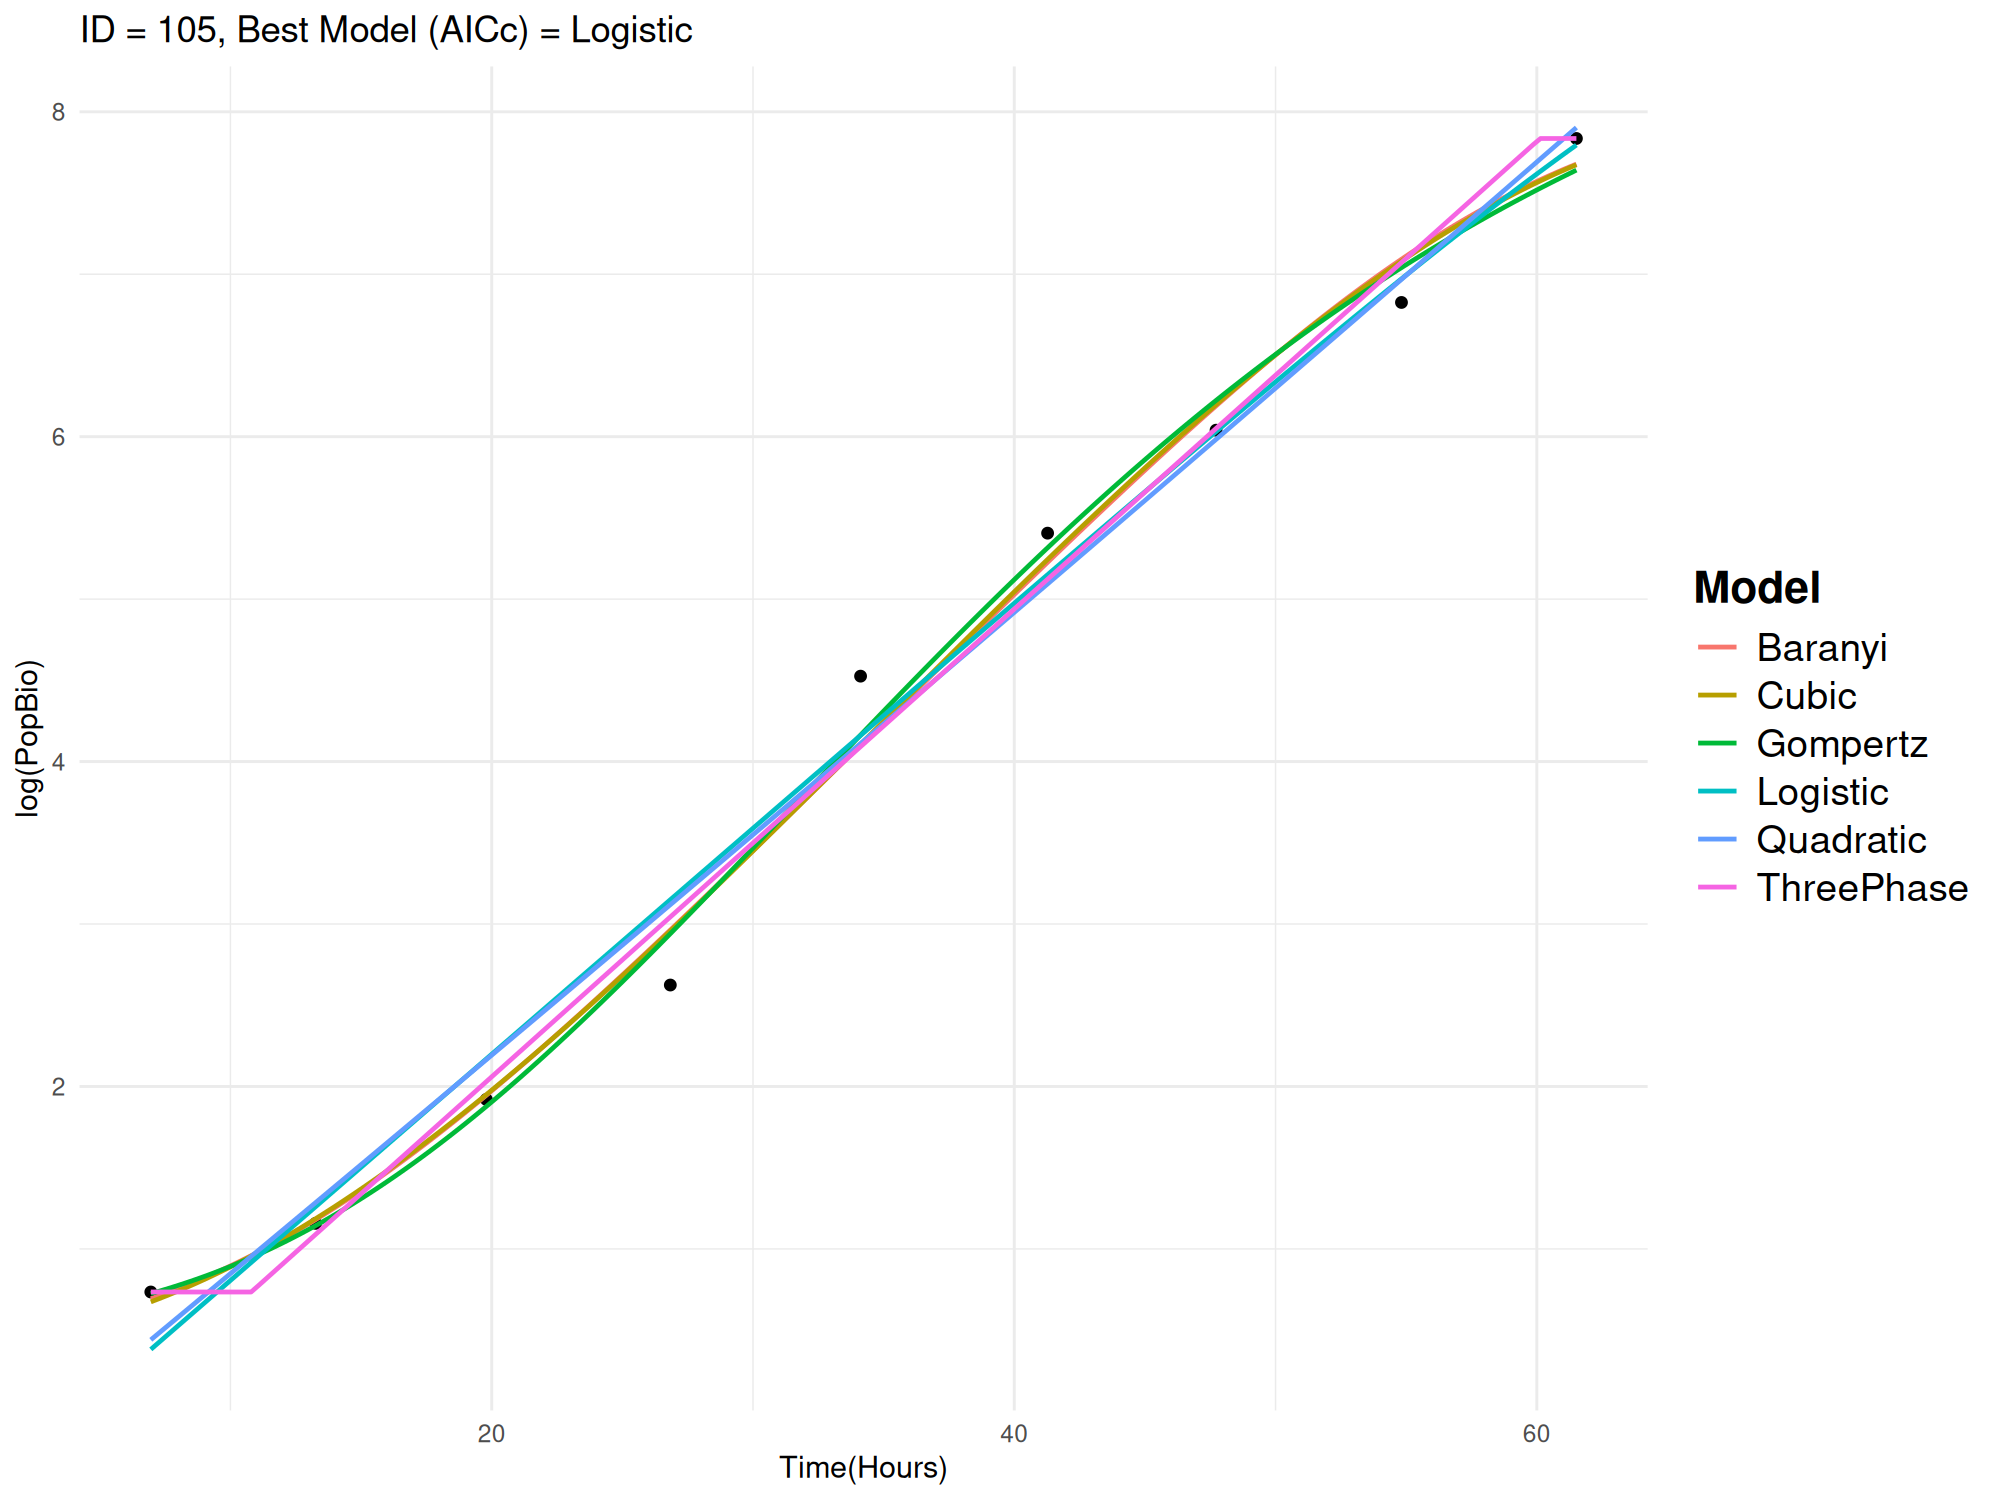 ID = 105, Best Model (AICc) = Logistic
8
6
4
2
log(PopBio)
20
40
60
Time(Hours)
Model
Baranyi
Cubic
Gompertz
Logistic
Quadratic
ThreePhase